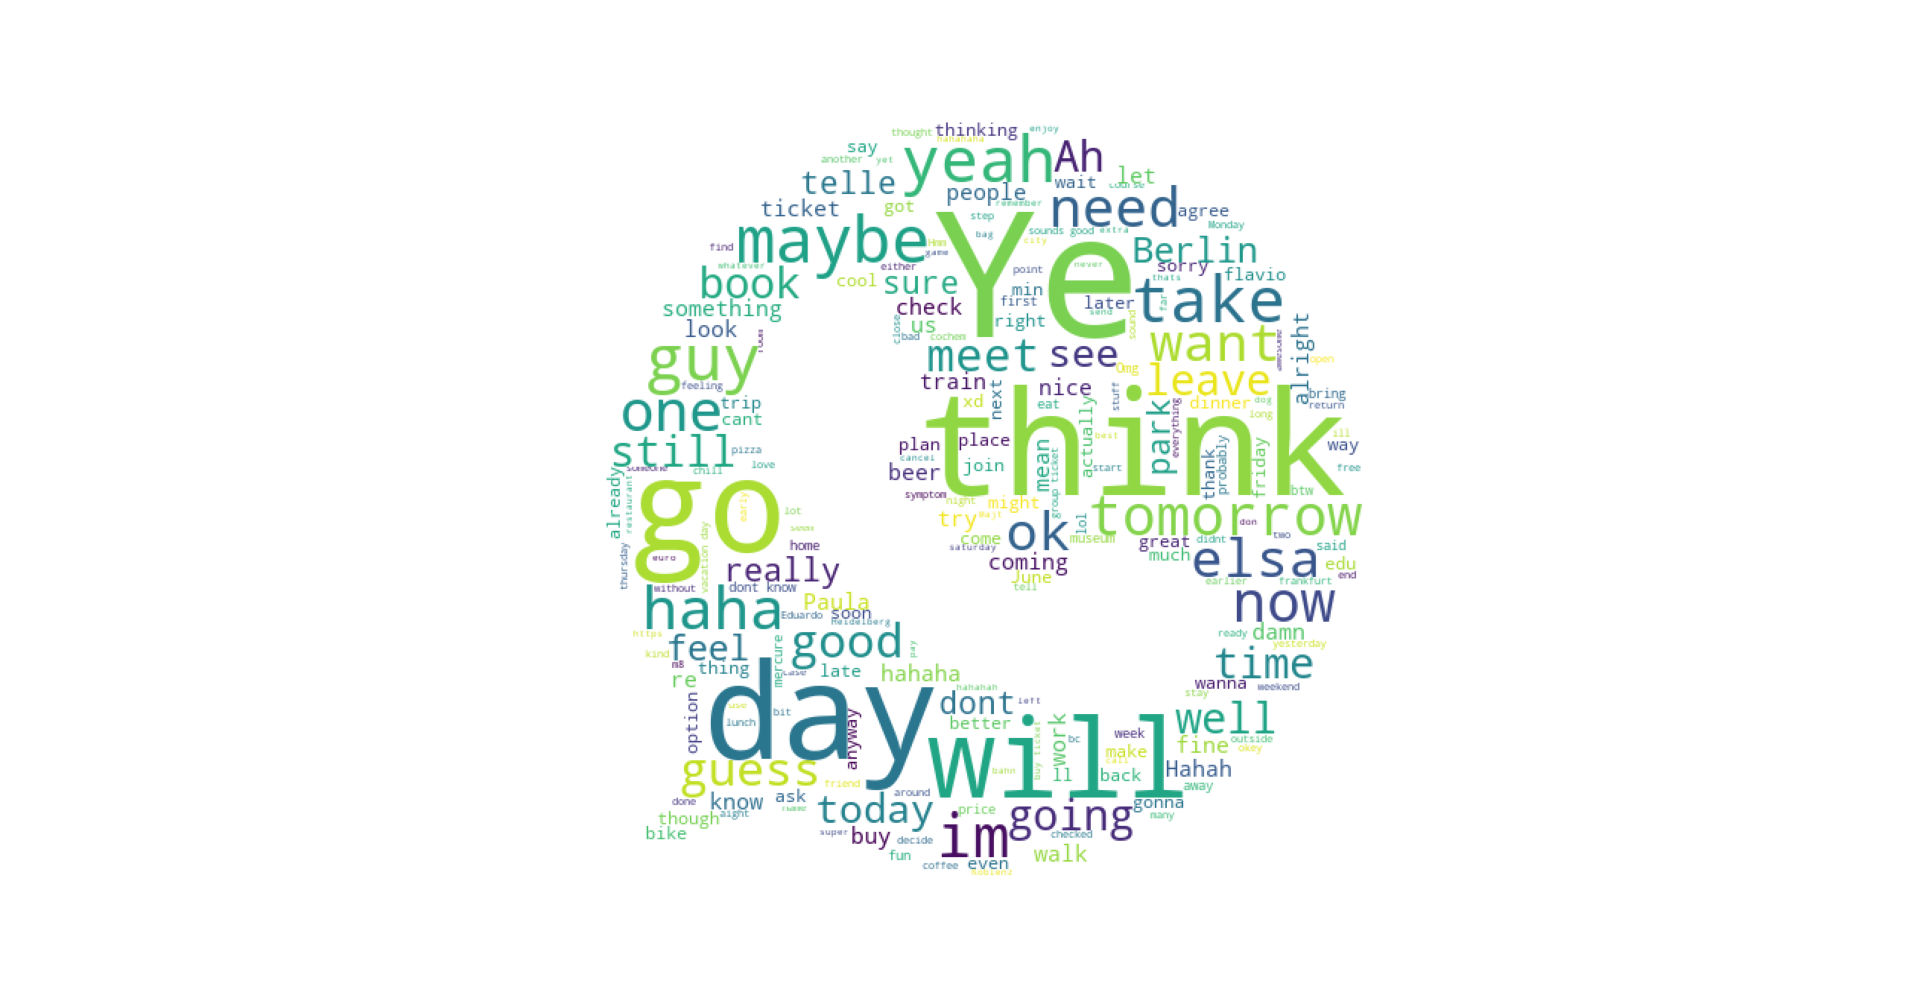 thought
thinking
enjoy
hahahaha
say
yeah
Ah
another
yet
telle
people
wait
let
course
ticket
got
remember
need
agree
step
maybe
Ye
bag
sounds good
extra
Monday
find
Hmm
city
game
Berlin
whatever
either
never
sorry
book
cool
sure
point
thats
flavio
min
take
something
check
first
later
far
look
us
right
send
sound
close
bad
cochem
alright
guy
room
meet
see
want
Omg
open
feeling
train
nice
leave
one
trip
xd
next
eat
stuff
dinner
dog
bring
return
cant
actually
park
long
still
pizza
plan
place
mean
best
everything
ill
way
someone
chill
love
cancel
join
think
start
thank
probably
friday
free
already
restaurant
go
early
beer
symptom
group ticket
btw
lot
night
might
try
Bajt
ok
lol
tomorrow
don
seems
come
museum
great
didnt
two
said
thursday
euro
vacation day
home
saturday
much
elsa
edu
really
coming
June
tell
earlier
frankfurt
end
without
dont know
haha
Paula
Eduardo
soon
Heidelberg
now
https
feel
good
pay
ready
damn
yesterday
kind
m8
thing
mercure
case
late
hahaha
time
re
wanna
weekend
option
day
hahahah
dont
left
stay
use
lunch
bit
anyway
better
will
work
bc
week
well
outside
guess
bahn
buy ticket
ll
make
call
back
fine
okey
Hahah
friend
away
done
know
ask
around
today
price
going
gonna
many
though
aight
bike
super
buy
decide
im
checked
fun
coffee
even
walk
Koblenz